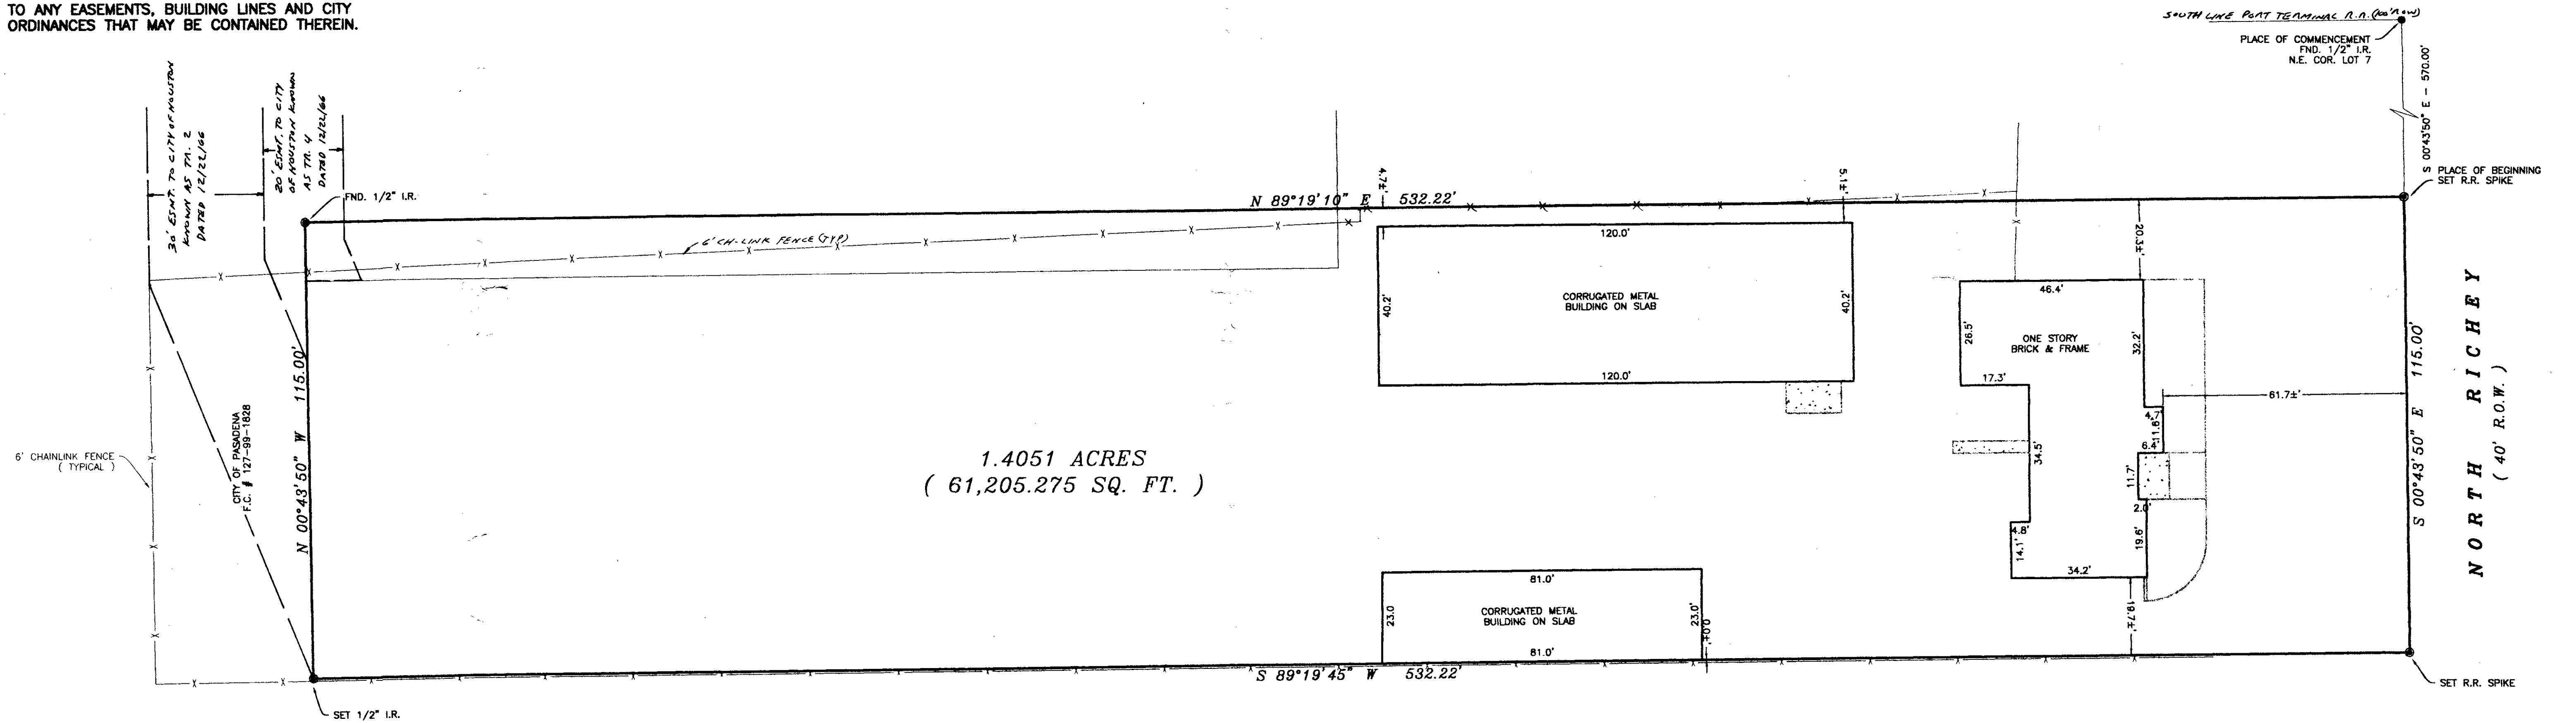 TO ANY EASEMENTS, BUILDING LINES AND CITY
ORDINANCES THAT MAY BE CONTAINED THEREIN.
SOUTH LINE PORT TERMINAL R.R. (100' R.O.W)
PLACE OF COMMENCEMENT
FND. 1/2" I.R.
N.E. COR. LOT 7
S 00°43'50" E - 570.00'
PLACE OF BEGINNING
SET R.R. SPIKE
30' ESMT. TO CITY OF HOUSTON
KNOWN AS TR. 2
DATED 12/22/66
20' ESMT. TO CITY
OF HOUSTON KNOWN
AS TR. 4
DATED 12/22/66
FND. 1/2" I.R.
N 89°19'10" E 532.22'
4.7±'
5.1±'
6' CH-LINK FENCE (TYP)
120.0'
40.2'
CORRUGATED METAL
BUILDING ON SLAB
40.2'
120.0'
20.3±'
46.4'
26.5'
ONE STORY
BRICK & FRAME
32.2'
17.3'
4.7'
11.6'
6.4'
34.5'
11.7'
2.0'
4.8'
14.1'
19.6'
34.2'
19.7±'
61.7±'
S 00°43'50" E 115.00'
NORTH RICHEY
( 40' R.O.W. )
N 00°43'50" W 115.00'
CITY OF PASADENA
F.C. # 127-99-1828
6' CHAINLINK FENCE
( TYPICAL )
1.4051 ACRES
( 61,205.275 SQ. FT. )
81.0'
23.0
CORRUGATED METAL
BUILDING ON SLAB
23.0'
0.0±'
81.0'
S 89°19'45" W 532.22'
SET 1/2" I.R.
SET R.R. SPIKE